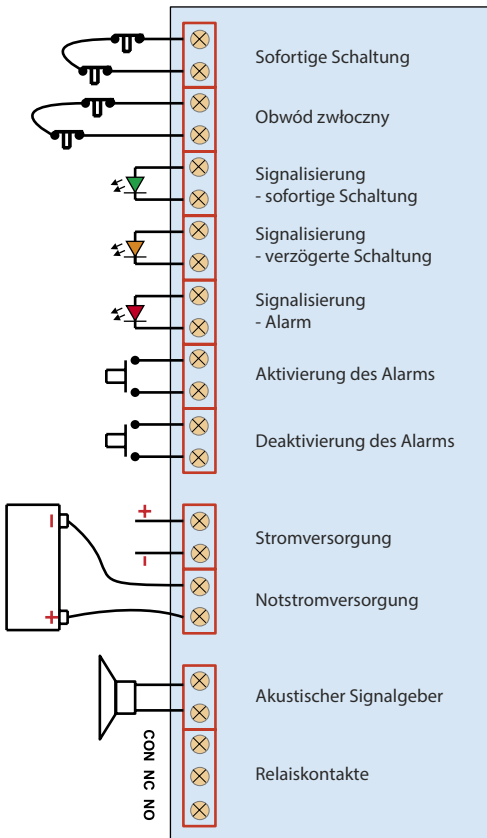 Sofortige Schaltung
Obwód zwłoczny
Signalisierung
- sofortige Schaltung
Signalisierung
- verzögerte Schaltung
Signalisierung
- Alarm
Aktivierung des Alarms
Deaktivierung des Alarms
+
-
Stromversorgung
-
+
Notstromversorgung
Akustischer Signalgeber
CON NC NO
Relaiskontakte